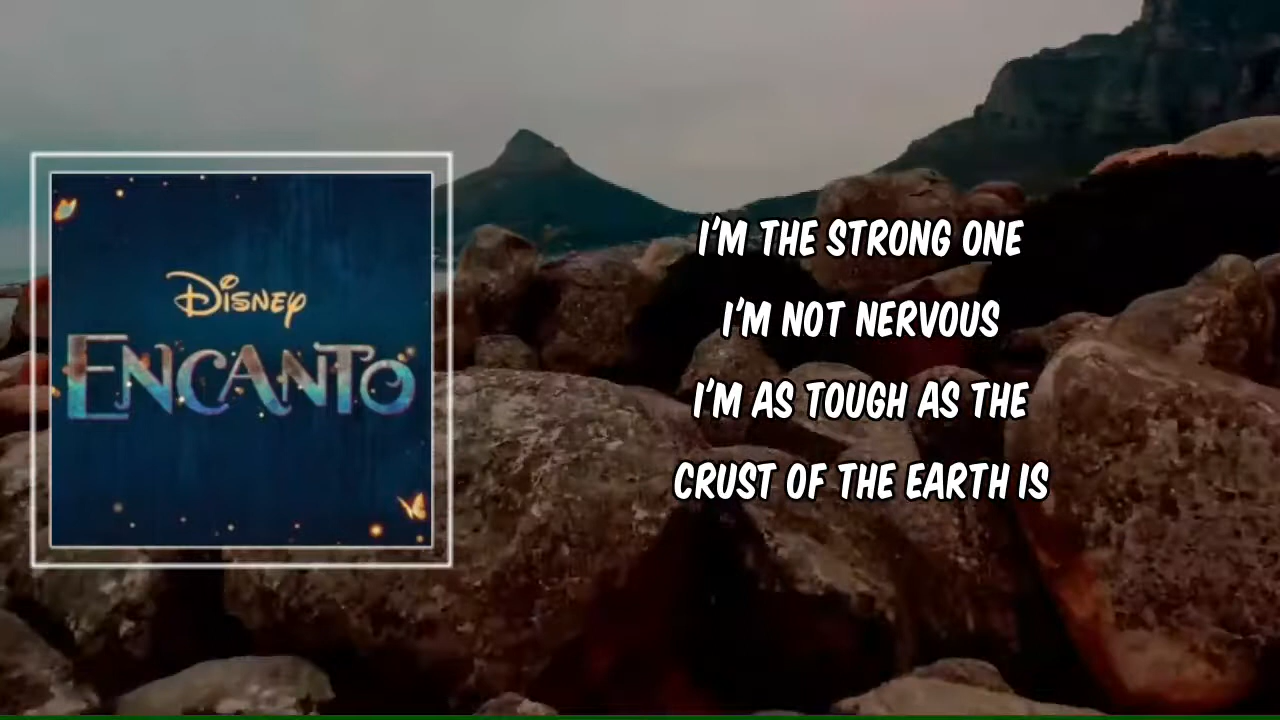 Disney
ENCANTO
I'M THE STRONG ONE
I'M NOT NERVOUS
I'M AS TOUGH AS THE
CRUST OF THE EARTH IS